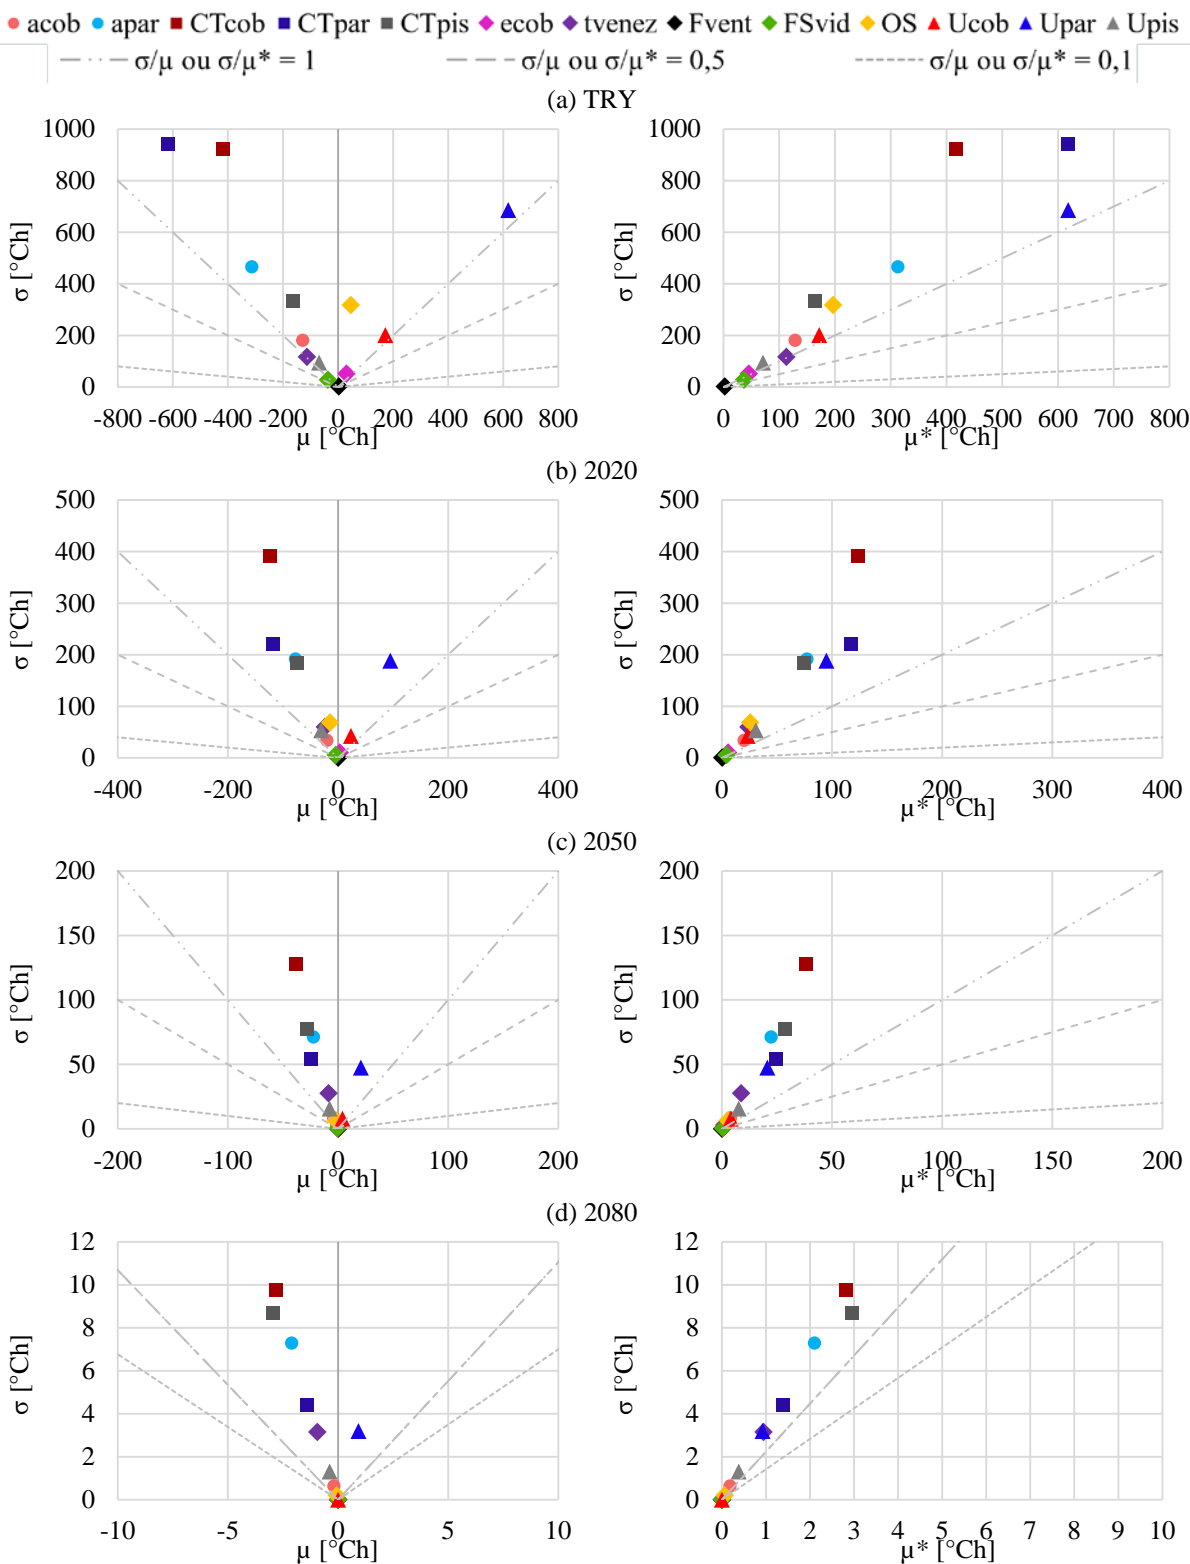 acob apar CTcob CTpar CTpis ecob tvenez Fvent FSvid OS Ucob Upar Upis
σ/µ ou σ/µ* = 1 σ/µ ou σ/µ* = 0,5 σ/µ ou σ/µ* = 0,1
(a) TRY
1000
800
600
400
200
0
σ [°Ch]
-800 -600 -400 -200 0 200 400 600 800
µ [°Ch]
1000
800
600
400
200
0
σ [°Ch]
0 100 200 300 400 500 600 700 800
µ* [°Ch]
(b) 2020
500
400
300
200
100
0
σ [°Ch]
-400 -200 0 200 400
µ [°Ch]
500
400
300
200
100
0
σ [°Ch]
0 100 200 300 400
µ* [°Ch]
(c) 2050
200
150
100
50
0
σ [°Ch]
-200 -100 0 100 200
µ [°Ch]
200
150
100
50
0
σ [°Ch]
0 50 100 150 200
µ* [°Ch]
(d) 2080
12
10
8
6
4
2
0
σ [°Ch]
-10 -5 0 5 10
µ [°Ch]
12
10
8
6
4
2
0
σ [°Ch]
0 1 2 3 4 5 6 7 8 9 10
µ* [°Ch]